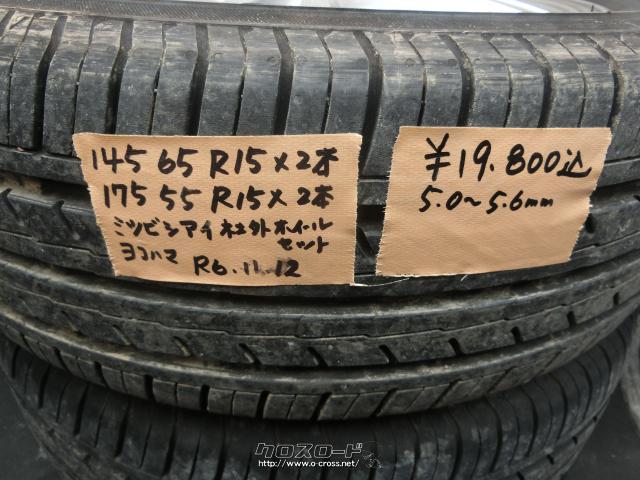 145 65 R15×2本
175 55 R15×2本
ミツビシアイ 社外ホイール
セット
ヨコハマ R6.11.12
¥19.800込
5.0～5.6mm
クロスロード
http://www.o-cross.net/